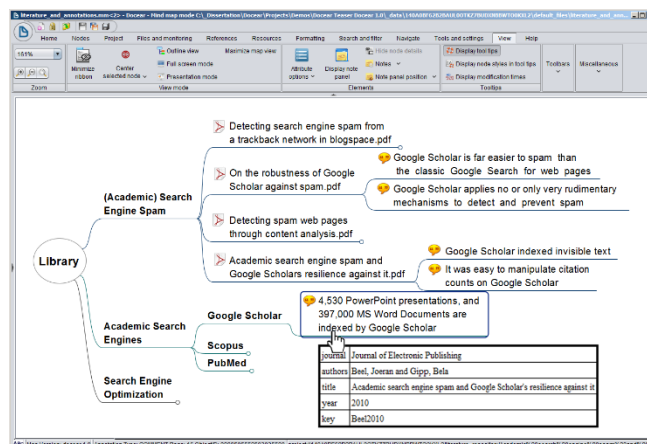 literature_and_annotations.mm<2> - Docear - Mind map mode
Home Nodes Project Files and monitoring References Resources Formatting Search and filter Navigate Tools and settings View Help
151%
Zoom
Minimize ribbon
Center selected node
Outline view
Full screen mode
Presentation mode
Maximize map view
View mode
Attribute options
Display note panel
Hide node details
Notes
Note panel position
Elements
Display tool tips
Display node styles in tool tips
Display modification times
Tooltips
Toolbars
Miscellaneous
Library
(Academic) Search
Engine Spam
Detecting search engine spam from
a trackback network in blogspace.pdf
On the robustness of Google
Scholar against spam.pdf
Google Scholar is far easier to spam than
the classic Google Search for web pages
Google Scholar applies no or only very rudimentary
mechanisms to detect and prevent spam
Detecting spam web pages
through content analysis.pdf
Academic search engine spam and
Google Scholars resilience against it.pdf
Google Scholar indexed invisible text
It was easy to manipulate citation
counts on Google Scholar
Academic Search
Engines
Google Scholar
4,530 PowerPoint presentations, and
397,000 MS Word Documents are
indexed by Google Scholar
Scopus
PubMed
Search Engine
Optimization
journal Journal of Electronic Publishing
authors Beel, Joeran and Gipp, Bela
title Academic search engine spam and Google Scholar's resilience against it
year 2010
key Beel2010